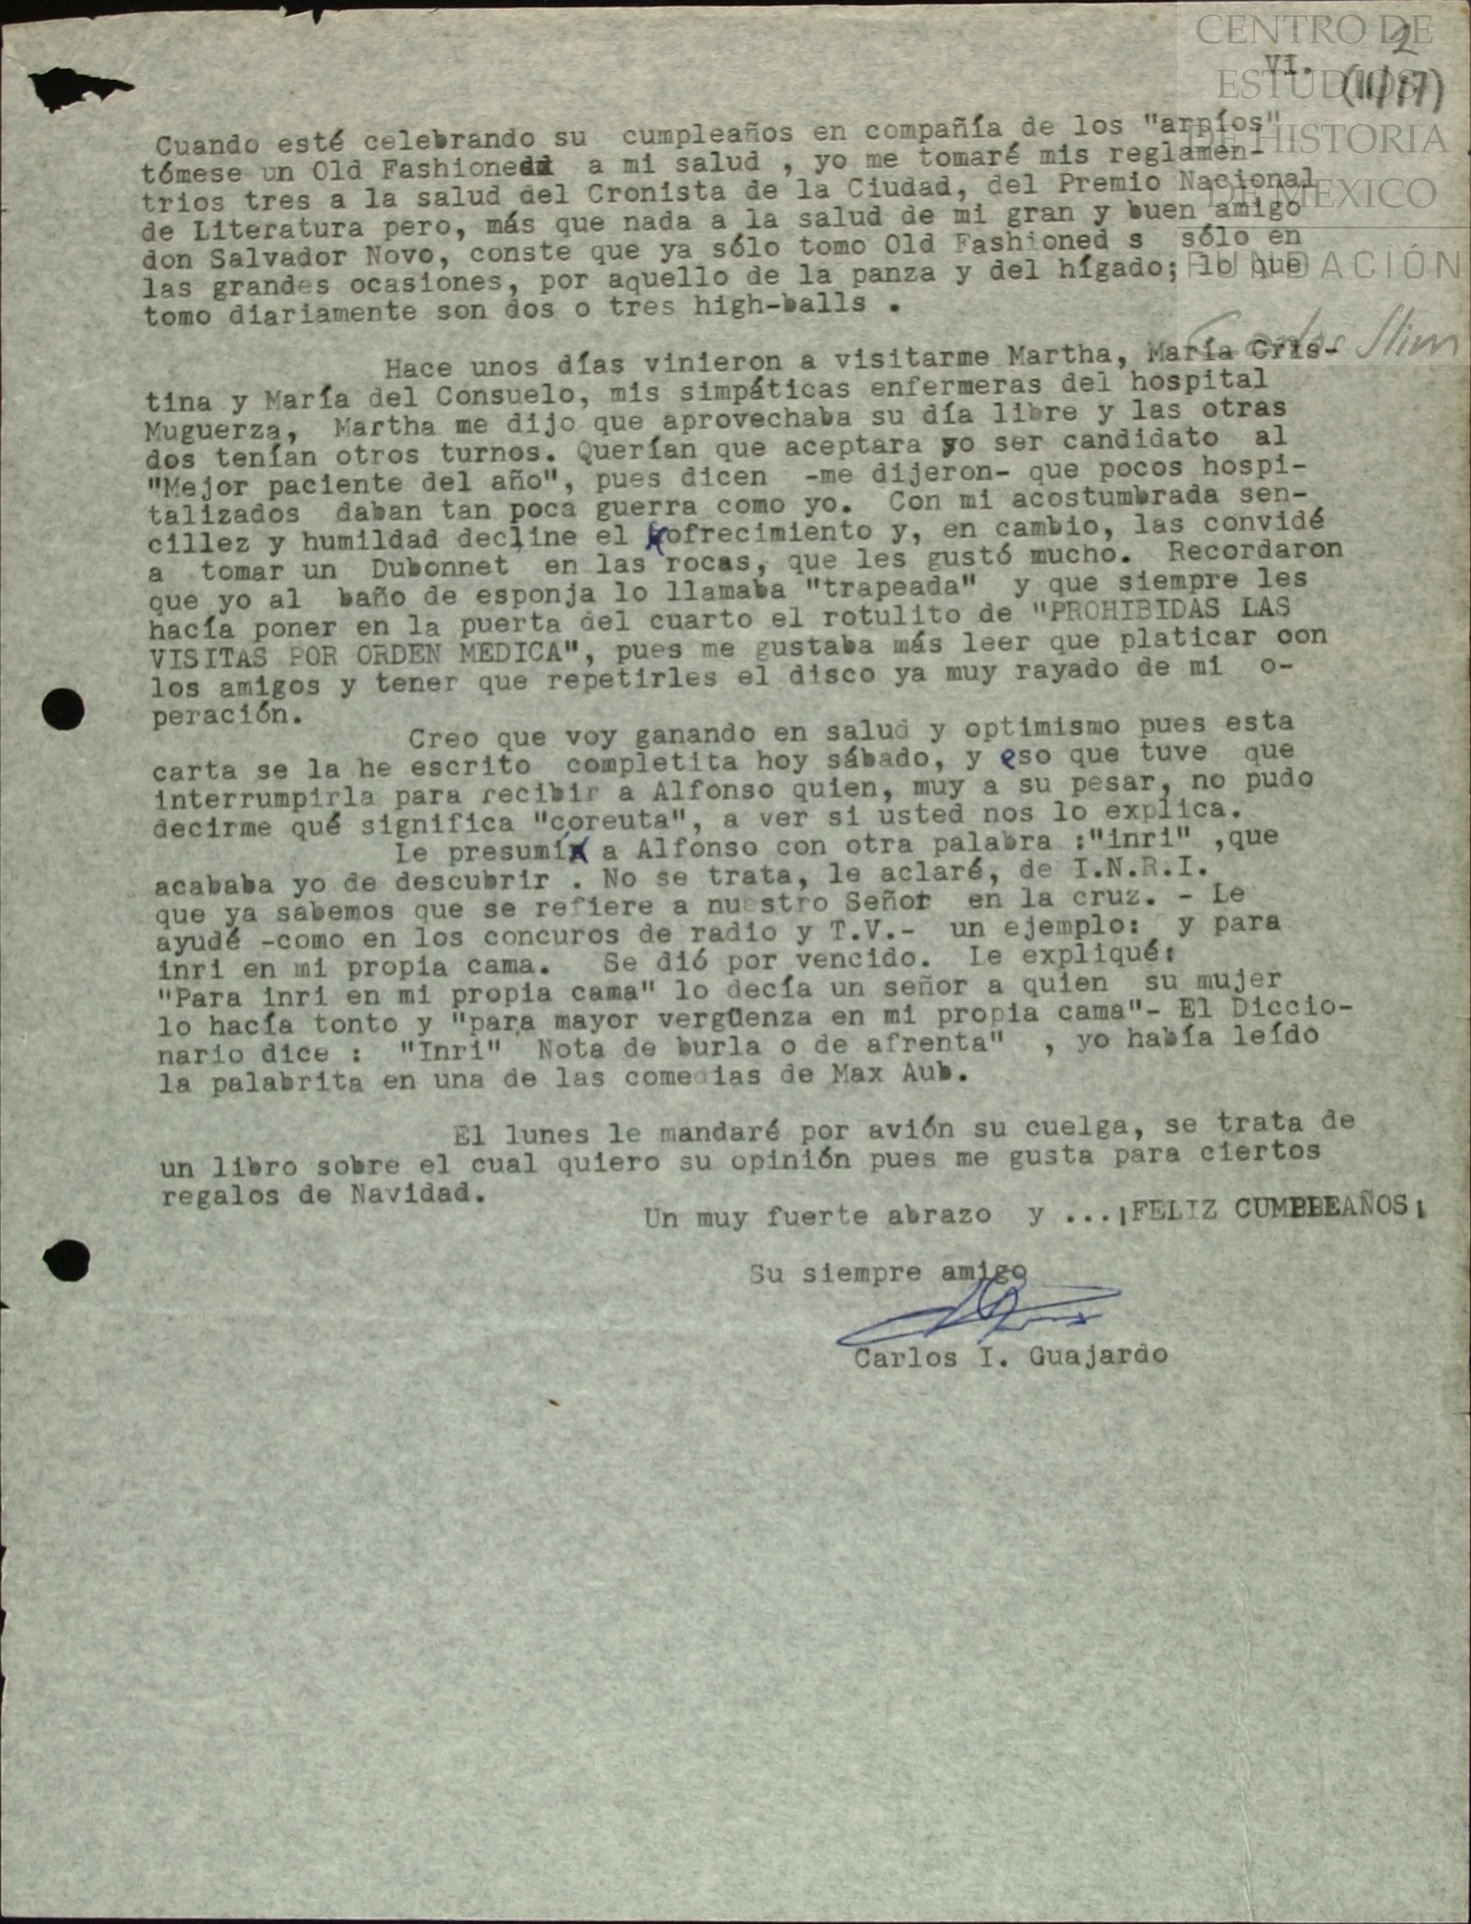 CENTRO DE
ESTUDIOS
DE HISTORIA
DE MEXICO
FUNDACIÓN
Carlos Slim
2
VI.
(11/17)
Cuando esté celebrando su cumpleaños en compañía de los "arpíos"
tómese un Old Fashioned a mi salud , yo me tomaré mis reglamen-
trios tres a la salud del Cronista de la Ciudad, del Premio Nacional
de Literatura pero, más que nada a la salud de mi gran y buen amigo
don Salvador Novo, conste que ya sólo tomo Old Fashioned s sólo en
las grandes ocasiones, por aquello de la panza y del hígado; lo que
tomo diariamente son dos o tres high-balls .
Hace unos días vinieron a visitarme Martha, María Cris-
tina y María del Consuelo, mis simpáticas enfermeras del hospital
Muguerza, Martha me dijo que aprovechaba su día libre y las otras
dos tenían otros turnos. Querían que aceptara yo ser candidato al
"Mejor paciente del año", pues dicen -me dijeron- que pocos hospi-
talizados daban tan poca guerra como yo. Con mi acostumbrada sen-
cillez y humildad decline el ofrecimiento y, en cambio, las convidé
a tomar un Dubonnet en las rocas, que les gustó mucho. Recordaron
que yo al baño de esponja lo llamaba "trapeada" y que siempre les
hacía poner en la puerta del cuarto el rotulito de "PROHIBIDAS LAS
VISITAS POR ORDEN MEDICA", pues me gustaba más leer que platicar con
los amigos y tener que repetirles el disco ya muy rayado de mi o-
peración.
Creo que voy ganando en salud y optimismo pues esta
carta se la he escrito completita hoy sábado, y eso que tuve que
interrumpirla para recibir a Alfonso quien, muy a su pesar, no pudo
decirme qué significa "coreuta", a ver si usted nos lo explica.
Le presumí a Alfonso con otra palabra :"inri" ,que
acababa yo de descubrir . No se trata, le aclaré, de I.N.R.I.
que ya sabemos que se refiere a nuestro Señor en la cruz. - Le
ayudé -como en los concuros de radio y T.V.- un ejemplo: y para
inri en mi propia cama. Se dió por vencido. Le expliqué:
"Para inri en mi propia cama" lo decía un señor a quien su mujer
lo hacía tonto y "para mayor vergüenza en mi propia cama"- El Diccio-
nario dice : "Inri" Nota de burla o de afrenta" , yo había leído
la palabrita en una de las comedias de Max Aub.
El lunes le mandaré por avión su cuelga, se trata de
un libro sobre el cual quiero su opinión pues me gusta para ciertos
regalos de Navidad.
Un muy fuerte abrazo y ...¡FELIZ CUMPLEAÑOS¡
Su siempre amigo
Carlos I. Guajardo